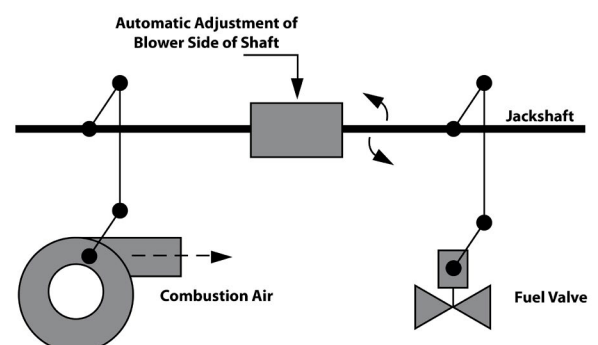 Automatic Adjustment of
Blower Side of Shaft
Jackshaft
Combustion Air
Fuel Valve